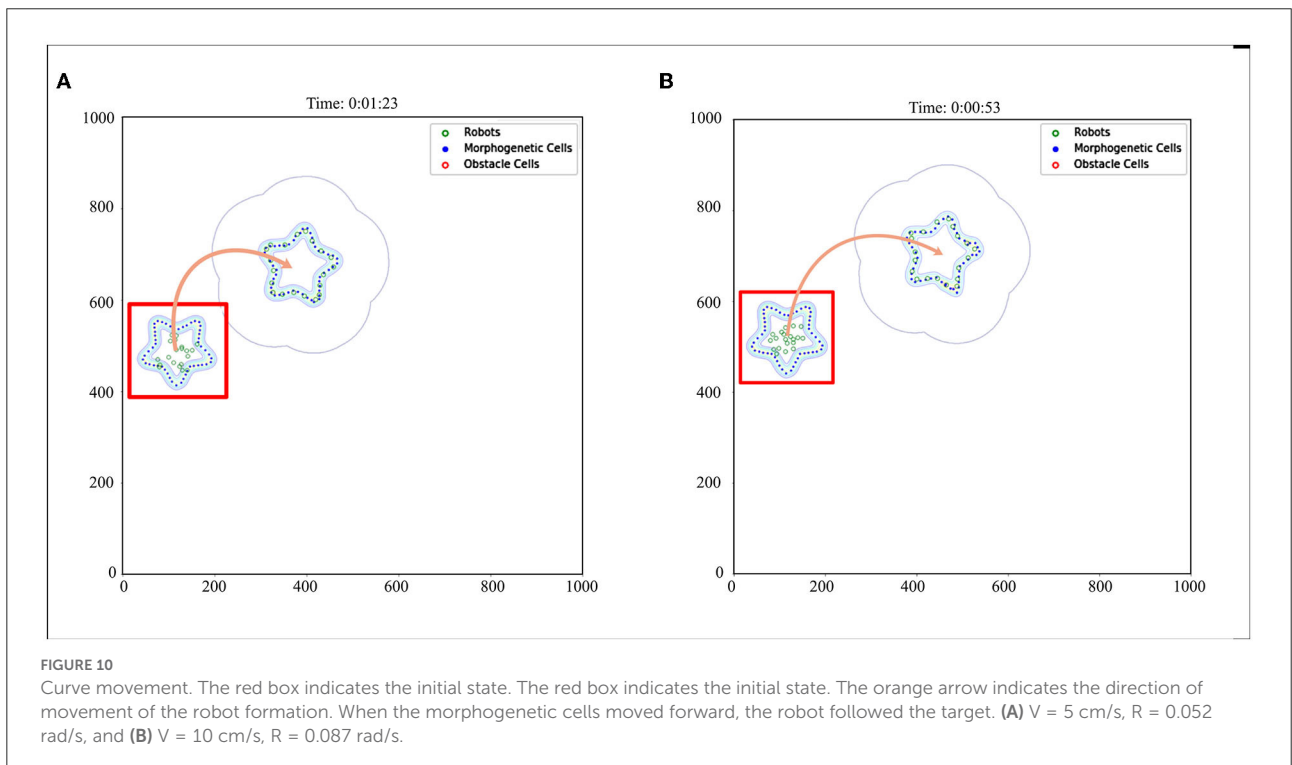 A
Time: 0:01:23
1000
800
600
400
200
0
0 200 400 600 800 1000
Robots
Morphogenetic Cells
Obstacle Cells
B
Time: 0:00:53
1000
800
600
400
200
0
0 200 400 600 800 1000
Robots
Morphogenetic Cells
Obstacle Cells
FIGURE 10
Curve movement. The red box indicates the initial state. The red box indicates the initial state. The orange arrow indicates the direction of
movement of the robot formation. When the morphogenetic cells moved forward, the robot followed the target. (A) V = 5 cm/s, R = 0.052
rad/s, and (B) V = 10 cm/s, R = 0.087 rad/s.